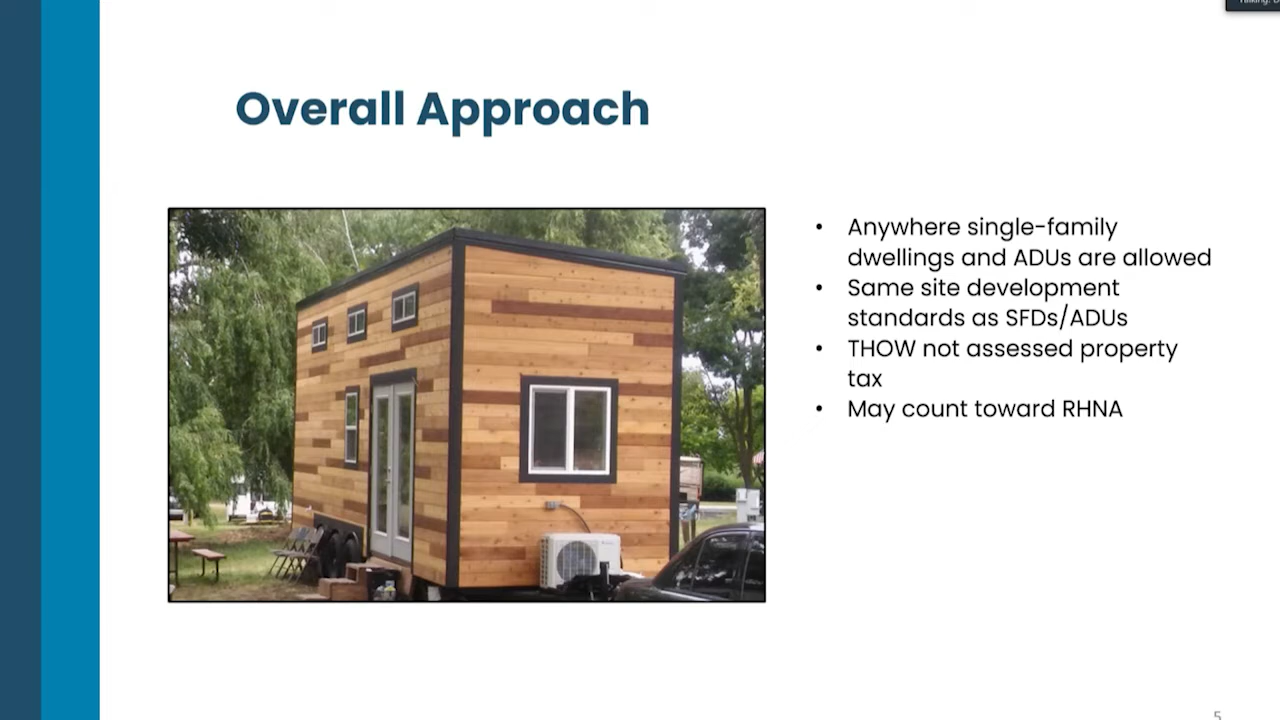 Overall Approach
• Anywhere single-family
dwellings and ADUs are allowed
• Same site development
standards as SFDs/ADUs
• THOW not assessed property
tax
• May count toward RHNA
5